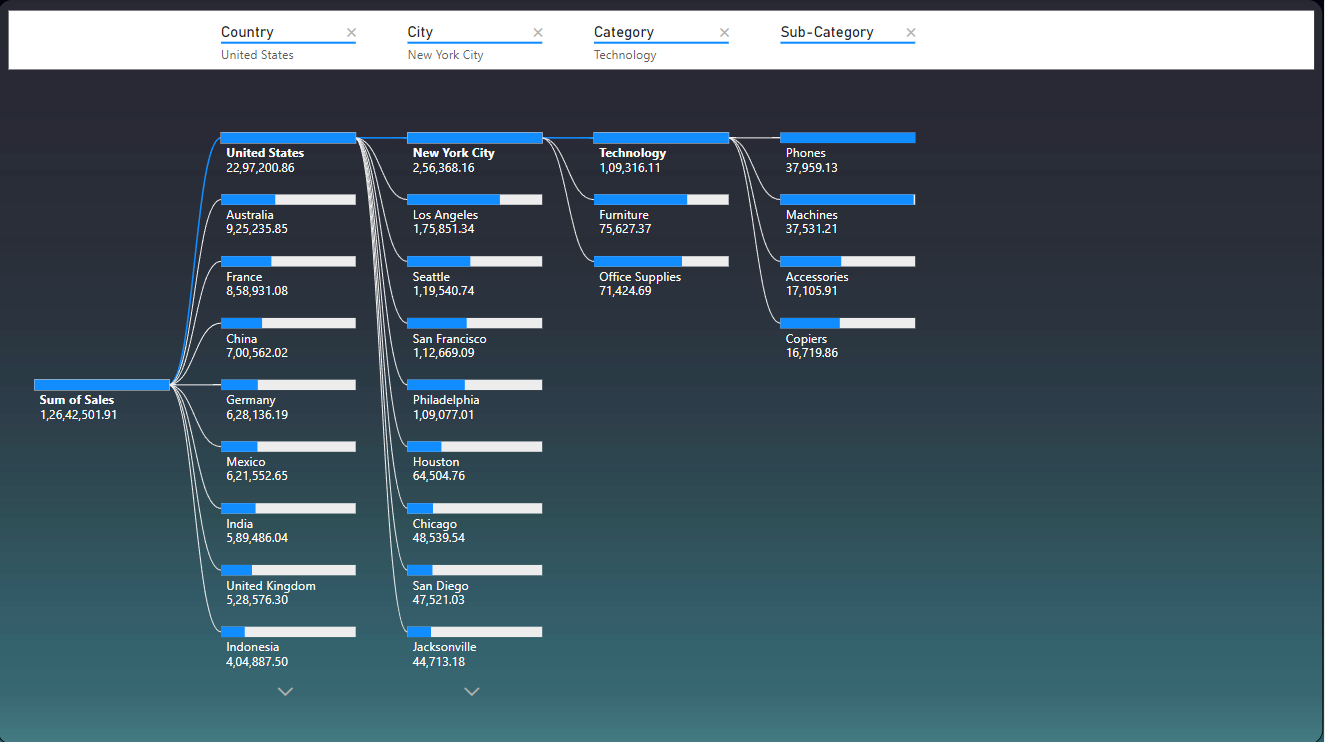 Country
United States
City
New York City
Category
Technology
Sub-Category
Sum of Sales
1,26,42,501.91
United States
22,97,200.86
Australia
9,25,235.85
France
8,58,931.08
China
7,00,562.02
Germany
6,28,136.19
Mexico
6,21,552.65
India
5,89,486.04
United Kingdom
5,28,576.30
Indonesia
4,04,887.50
New York City
2,56,368.16
Los Angeles
1,75,851.34
Seattle
1,19,540.74
San Francisco
1,12,669.09
Philadelphia
1,09,077.01
Houston
64,504.76
Chicago
48,539.54
San Diego
47,521.03
Jacksonville
44,713.18
Technology
1,09,316.11
Furniture
75,627.37
Office Supplies
71,424.69
Phones
37,959.13
Machines
37,531.21
Accessories
17,105.91
Copiers
16,719.86